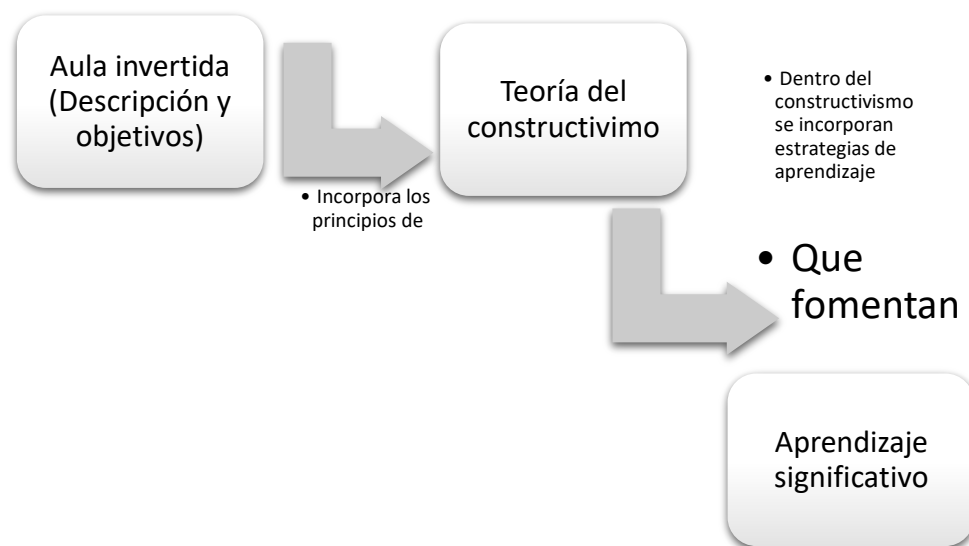 Aula invertida
(Descripción y
objetivos)
• Incorpora los
principios de
Teoría del
constructivimo
• Dentro del
constructivismo
se incorporan
estrategias de
aprendizaje
• Que
fomentan
Aprendizaje
significativo